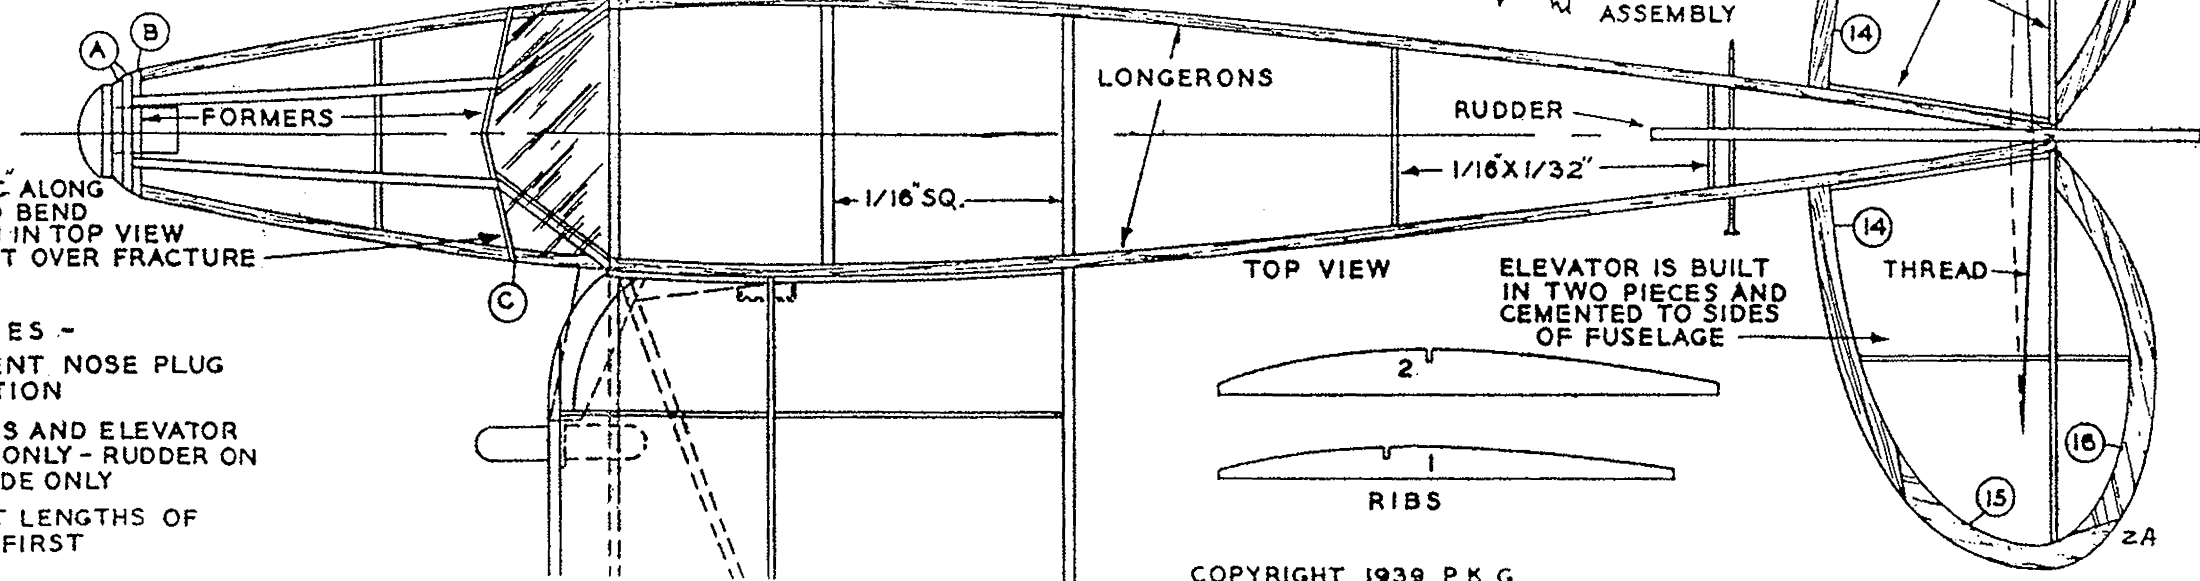 ASSEMBLY
14
B
A
LONGERONS
FORMERS
RUDDER
1/16"X1/32"
1/16"SQ.
C" ALONG
BEND
IN TOP VIEW
T OVER FRACTURE
14
TOP VIEW
C
ELEVATOR IS BUILT
IN TWO PIECES AND
CEMENTED TO SIDES
OF FUSELAGE
THREAD
ES -
ENT NOSE PLUG
TION
S AND ELEVATOR
ONLY - RUDDER ON
DE ONLY
T LENGTHS OF
FIRST
2
1
RIBS
16
15
2A
COPYRIGHT 1939 P.K.G.